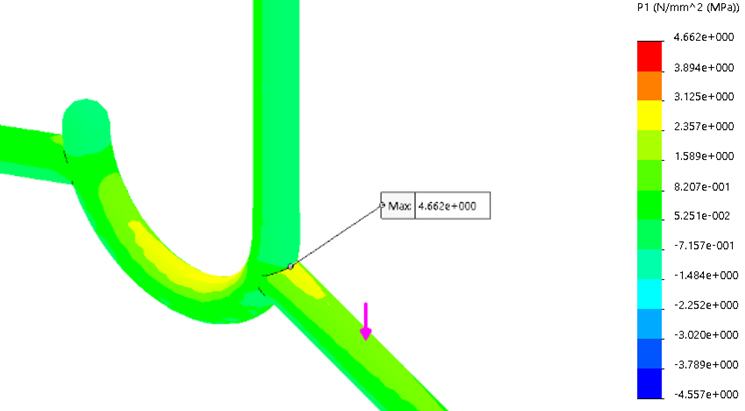 P1 (N/mm^2 (MPa))
4.662e+000
3.894e+000
3.125e+000
2.357e+000
1.589e+000
8.207e-001
5.251e-002
-7.157e-001
-1.484e+000
-2.252e+000
-3.020e+000
-3.789e+000
-4.557e+000
Max: 4.662e+000